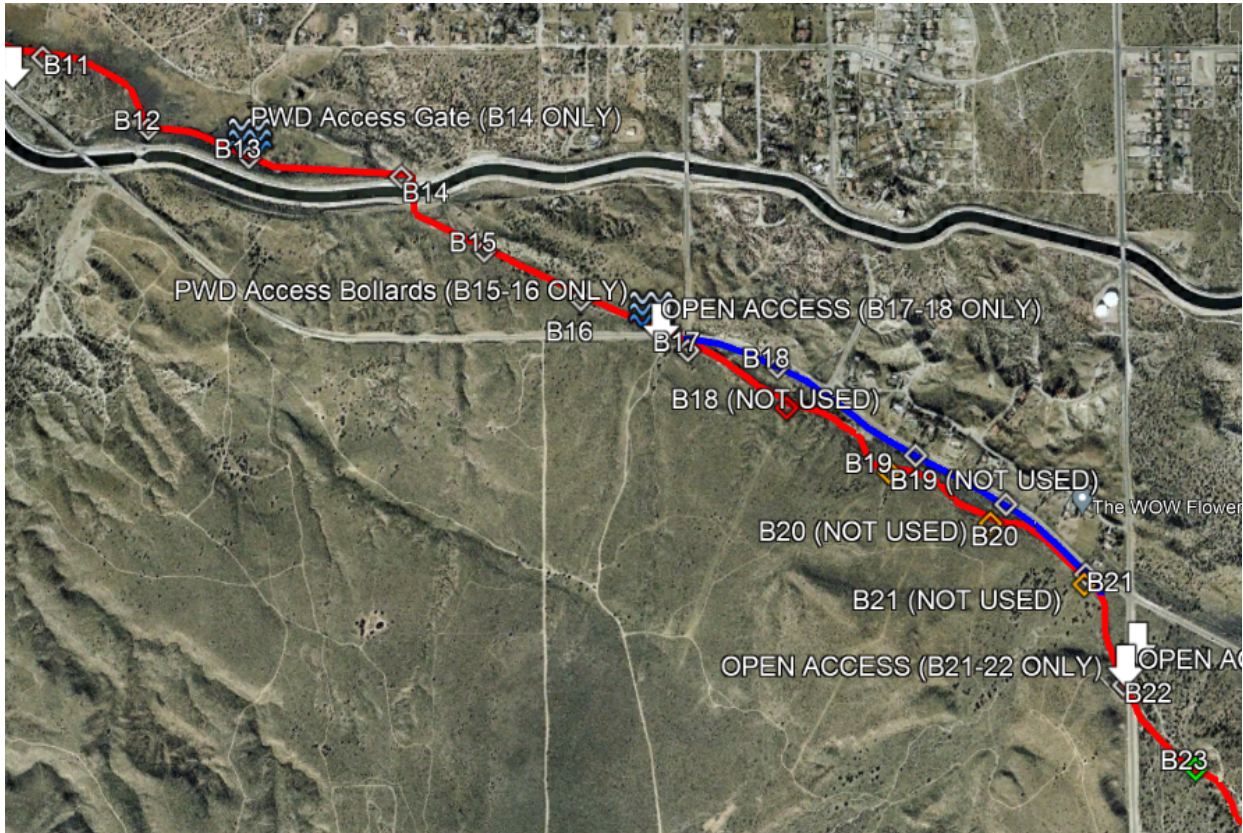 B11
PWD Access Gate (B14 ONLY)
B12
B13
B14
B15
PWD Access Bollards (B15-16 ONLY)
OPEN ACCESS (B17-18 ONLY)
B16
B17
B18
B18 (NOT USED)
B19
B19 (NOT USED)
The WOW Flower
B20 (NOT USED)
B20
B21
B21 (NOT USED)
OPEN ACCESS (B21-22 ONLY)
OPEN AC
B22
B23